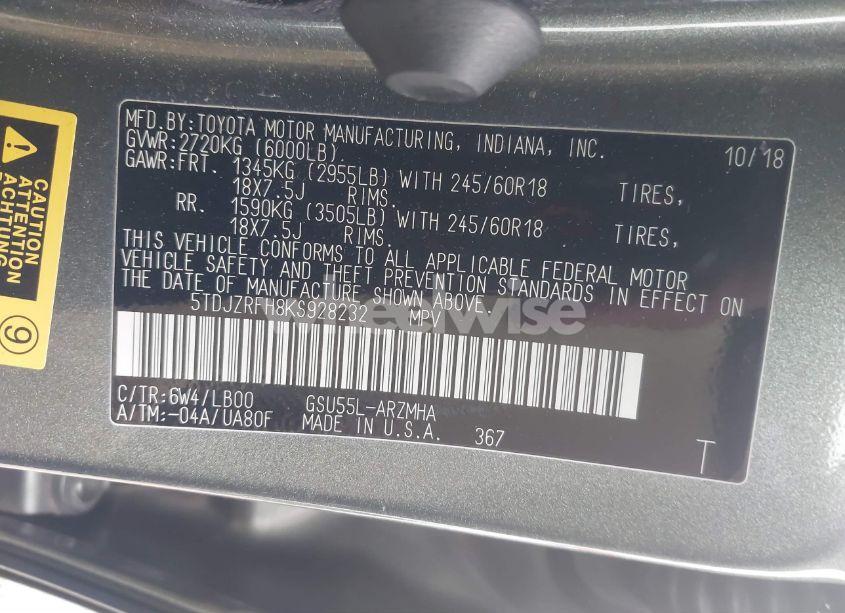 CAUTION
ATTENTION
ACHTUNG
9
MFD.BY:TOYOTA MOTOR MANUFACTURING, INDIANA, INC. 10/18
GVWR:2720KG (6000LB)
GAWR:FRT. 1345KG (2955LB) WITH 245/60R18 TIRES,
18X7.5J RIMS.
RR. 1590KG (3505LB) WITH 245/60R18 TIRES,
18X7.5J RIMS.
THIS VEHICLE CONFORMS TO ALL APPLICABLE FEDERAL MOTOR
VEHICLE SAFETY AND THEFT PREVENTION STANDARDS IN EFFECT ON
THE DATE OF MANUFACTURE SHOWN ABOVE.
5TDJZRFH8KS928232 MPV
C/TR:6W4/LB00 GSU55L-ARZMHA
A/TM:-04A/UA80F MADE IN U.S.A. 367
T